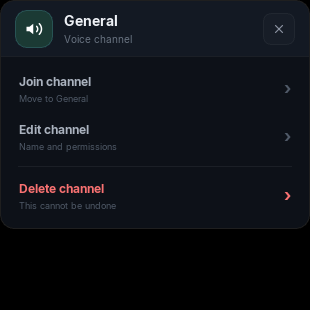 General
Voice channel
Join channel
Move to General
Edit channel
Name and permissions
Delete channel
This cannot be undone